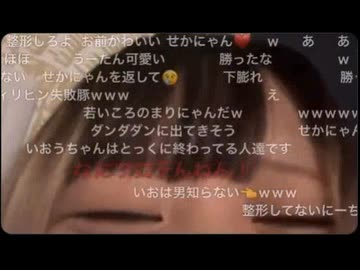 整形しろよ お前かわいい せかにゃん❤ w あ あ
ほほ うーたん可愛い 勝ったな w
ない せかにゃんを返して😢 下膨れ 勝
ィリピン失敗豚www え
若いころのまりにゃんだw wwwww
ダンダダンに出てきそう せかにゃん
いおうちゃんはとっくに終わってる人達です
いおは男知らない👈www
整形してないにーち